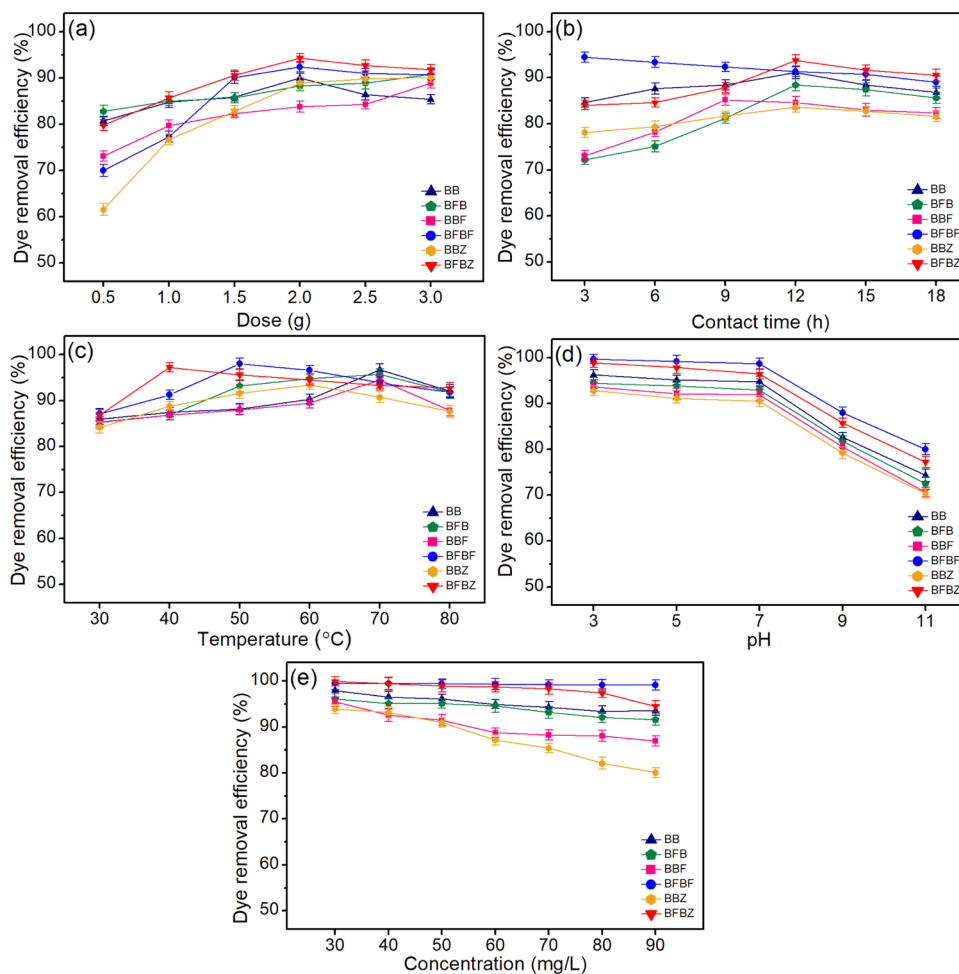 (a)
Dye removal efficiency (%)
100
90
80
70
60
50
BB
BFB
BBF
BFBF
BBZ
BFBZ
0.5 1.0 1.5 2.0 2.5 3.0
Dose (g)
(b)
Dye removal efficiency (%)
100
90
80
70
60
50
BB
BFB
BBF
BFBF
BBZ
BFBZ
3 6 9 12 15 18
Contact time (h)
(c)
Dye removal efficiency (%)
100
90
80
70
60
50
BB
BFB
BBF
BFBF
BBZ
BFBZ
30 40 50 60 70 80
Temperature (°C)
(d)
Dye removal efficiency (%)
100
90
80
70
60
50
BB
BFB
BBF
BFBF
BBZ
BFBZ
3 5 7 9 11
pH
(e)
Dye removal efficiency (%)
100
90
80
70
60
50
BB
BFB
BBF
BFBF
BBZ
BFBZ
30 40 50 60 70 80 90
Concentration (mg/L)